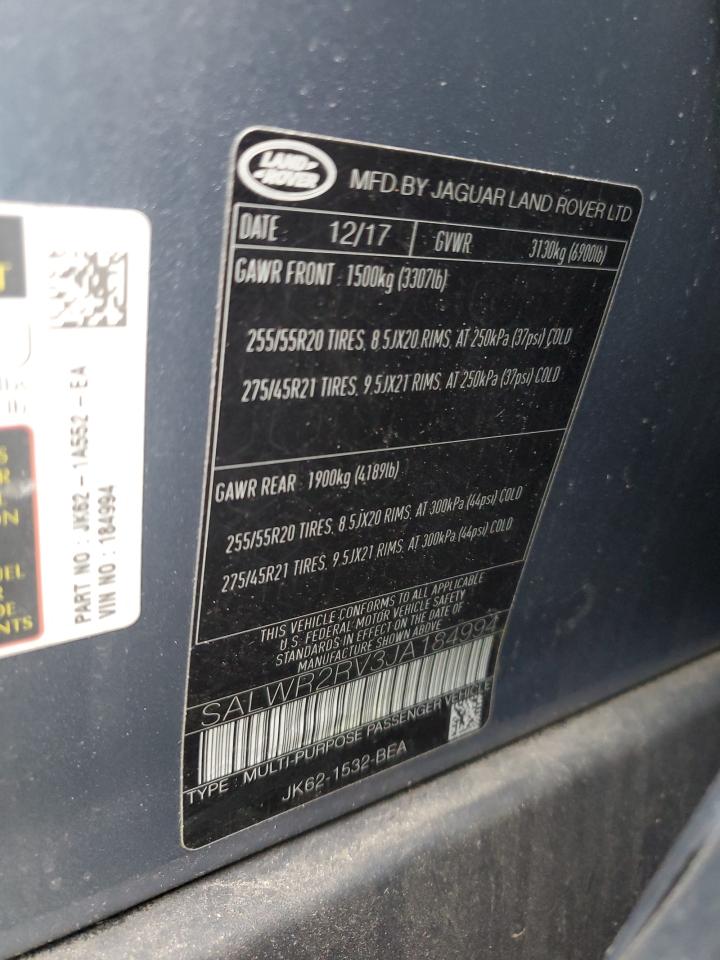 LAND ROVER
MFD.BY JAGUAR LAND ROVER LTD
DATE 12/17 GVWR 3130kg (6900lb)
GAWR FRONT 1500kg (3307lb)
255/55R20 TIRES, 8.5JX20 RIMS, AT 250kPa (37psi) COLD
275/45R21 TIRES, 9.5JX21 RIMS, AT 250kPa (37psi) COLD
GAWR REAR 1900kg (4189lb)
255/55R20 TIRES, 8.5JX20 RIMS, AT 300kPa (44psi) COLD
275/45R21 TIRES, 9.5JX21 RIMS, AT 300kPa (44psi) COLD
THIS VEHICLE CONFORMS TO ALL APPLICABLE
U.S. FEDERAL MOTOR VEHICLE SAFETY
STANDARDS IN EFFECT ON THE DATE OF
MANUFACTURE SHOWN ABOVE
SALWR2RV3JA184994
TYPE : MULTI-PURPOSE PASSENGER VEHICLE
JK62-1532-BEA
PART NO : JK62-1A552-EA
VIN NO : 184994